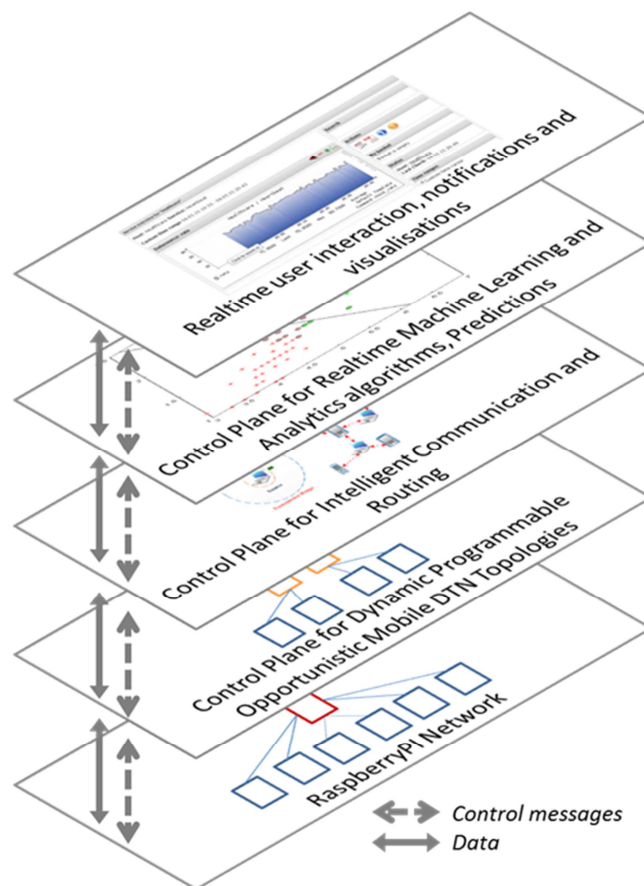 Realtime user interaction, notifications and
visualisations
Control Plane for Realtime Machine Learning and
Analytics algorithms, Predictions
Control Plane for Intelligent Communication and
Routing
Control Plane for Dynamic Programmable
Opportunistic Mobile DTN Topologies
RaspberryPi Network
Control messages
Data